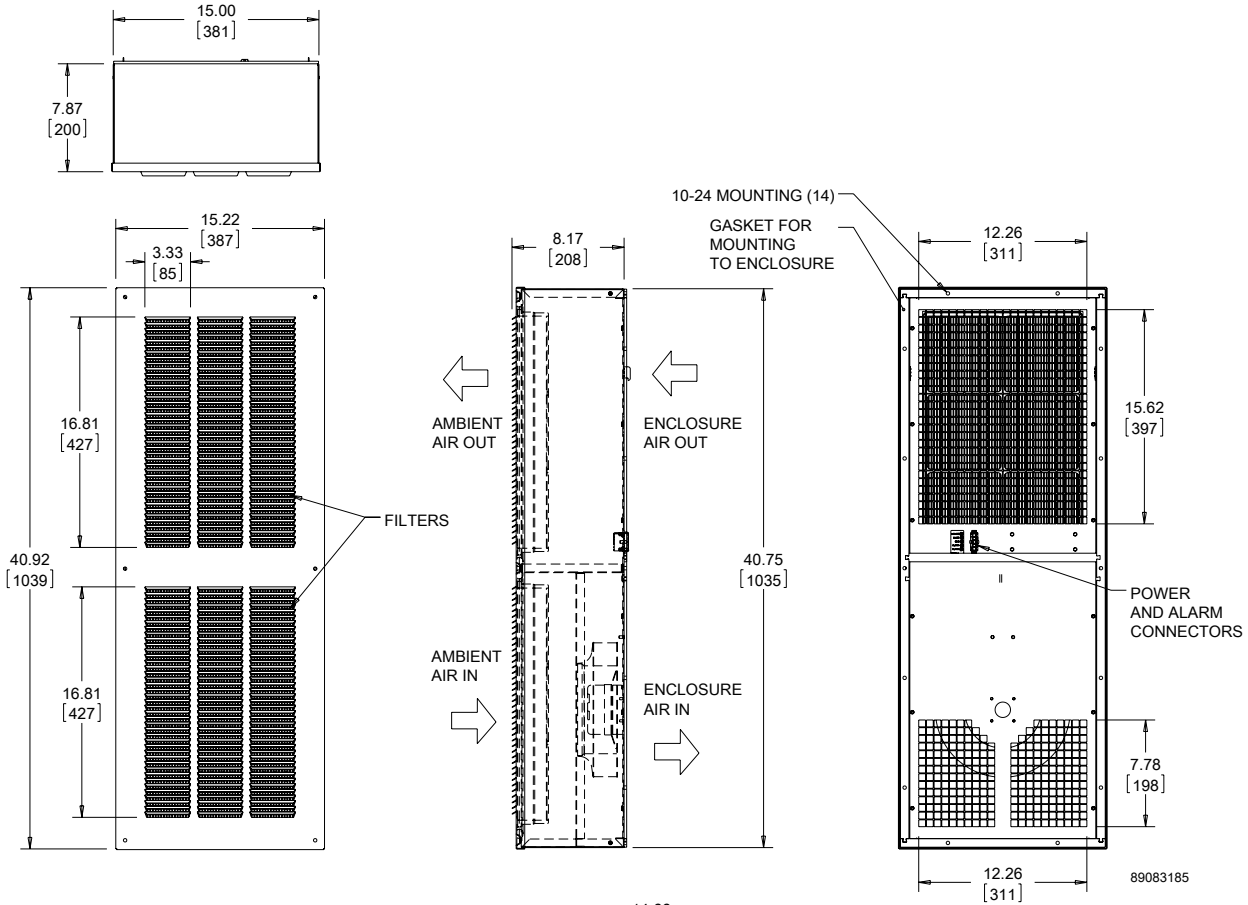 15.00
[381]
7.87
[200]
15.22
[387]
3.33
[85]
16.81
[427]
40.92
[1039]
16.81
[427]
FILTERS
8.17
[208]
AMBIENT
AIR OUT
ENCLOSURE
AIR OUT
40.75
[1035]
AMBIENT
AIR IN
ENCLOSURE
AIR IN
10-24 MOUNTING (14)
GASKET FOR
MOUNTING
TO ENCLOSURE
12.26
[311]
15.62
[397]
POWER
AND ALARM
CONNECTORS
7.78
[198]
12.26
[311]
89083185